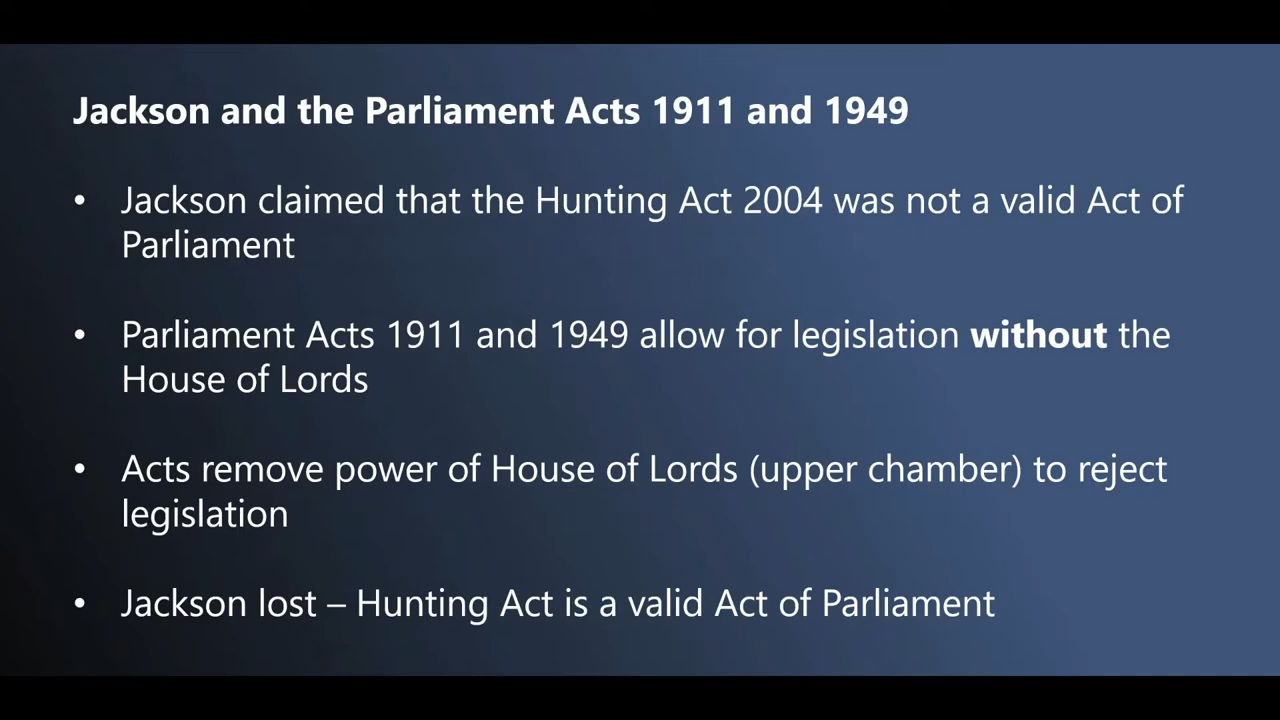 Jackson and the Parliament Acts 1911 and 1949
• Jackson claimed that the Hunting Act 2004 was not a valid Act of
Parliament
• Parliament Acts 1911 and 1949 allow for legislation without the
House of Lords
• Acts remove power of House of Lords (upper chamber) to reject
legislation
• Jackson lost – Hunting Act is a valid Act of Parliament